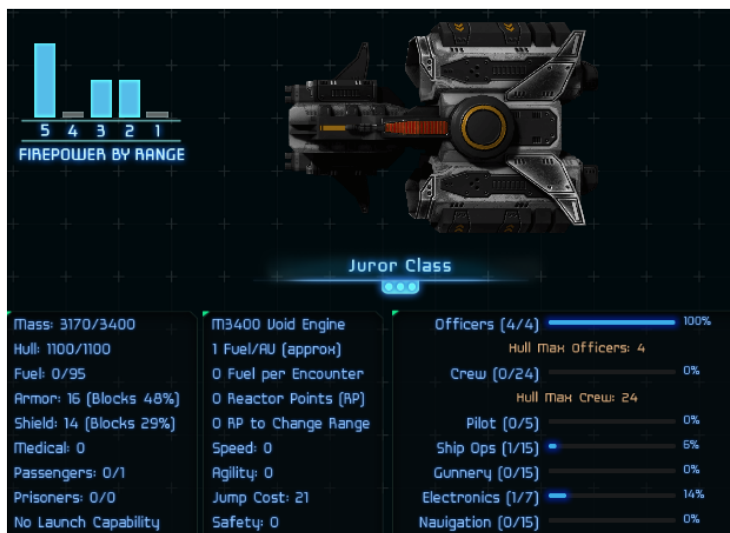 5 4 3 2 1
FIREPOWER BY RANGE
Juror Class
Mass: 3170/3400
Hull: 1100/1100
Fuel: 0/95
Armor: 16 (Blocks 48%)
Shield: 14 (Blocks 29%)
Medical: 0
Passengers: 0/1
Prisoners: 0/0
No Launch Capability
M3400 Void Engine
1 Fuel/AU (approx)
0 Fuel per Encounter
0 Reactor Points (RP)
0 RP to Change Range
Speed: 0
Agility: 0
Jump Cost: 21
Safety: 0
Officers (4/4) 100%
Hull Max Officers: 4
Crew (0/24) 0%
Hull Max Crew: 24
Pilot (0/5) 0%
Ship Ops (1/15) 6%
Gunnery (0/15) 0%
Electronics (1/7) 14%
Navigation (0/15) 0%